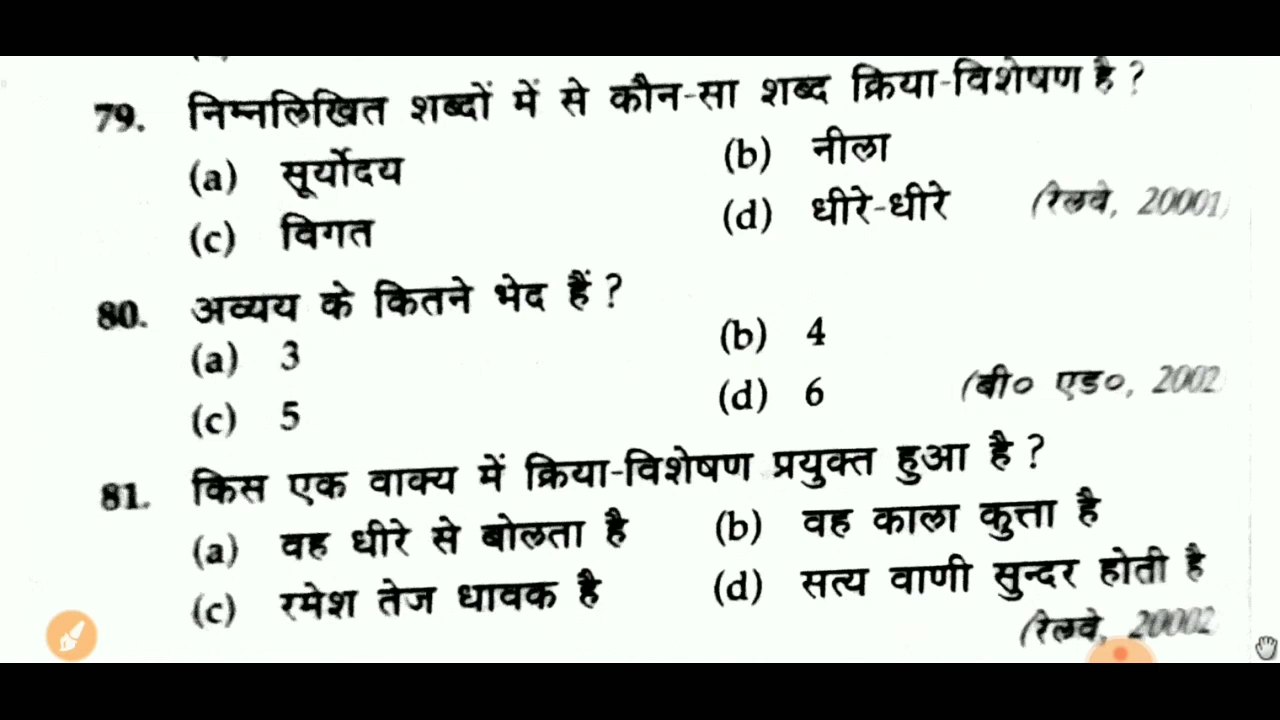 79. निम्नलिखित शब्दों में से कौन-सा शब्द क्रिया-विशेषण है ?
(a) सूर्योदय (b) नीला
(c) विगत (d) धीरे-धीरे (रेलवे, 20001)
80. अव्यय के कितने भेद हैं ?
(a) 3 (b) 4
(c) 5 (d) 6 (बी० एड०, 2002
81. किस एक वाक्य में क्रिया-विशेषण प्रयुक्त हुआ है ?
(a) वह धीरे से बोलता है (b) वह काला कुत्ता है
(c) रमेश तेज धावक है (d) सत्य वाणी सुन्दर होती है
(रेलवे, 20002